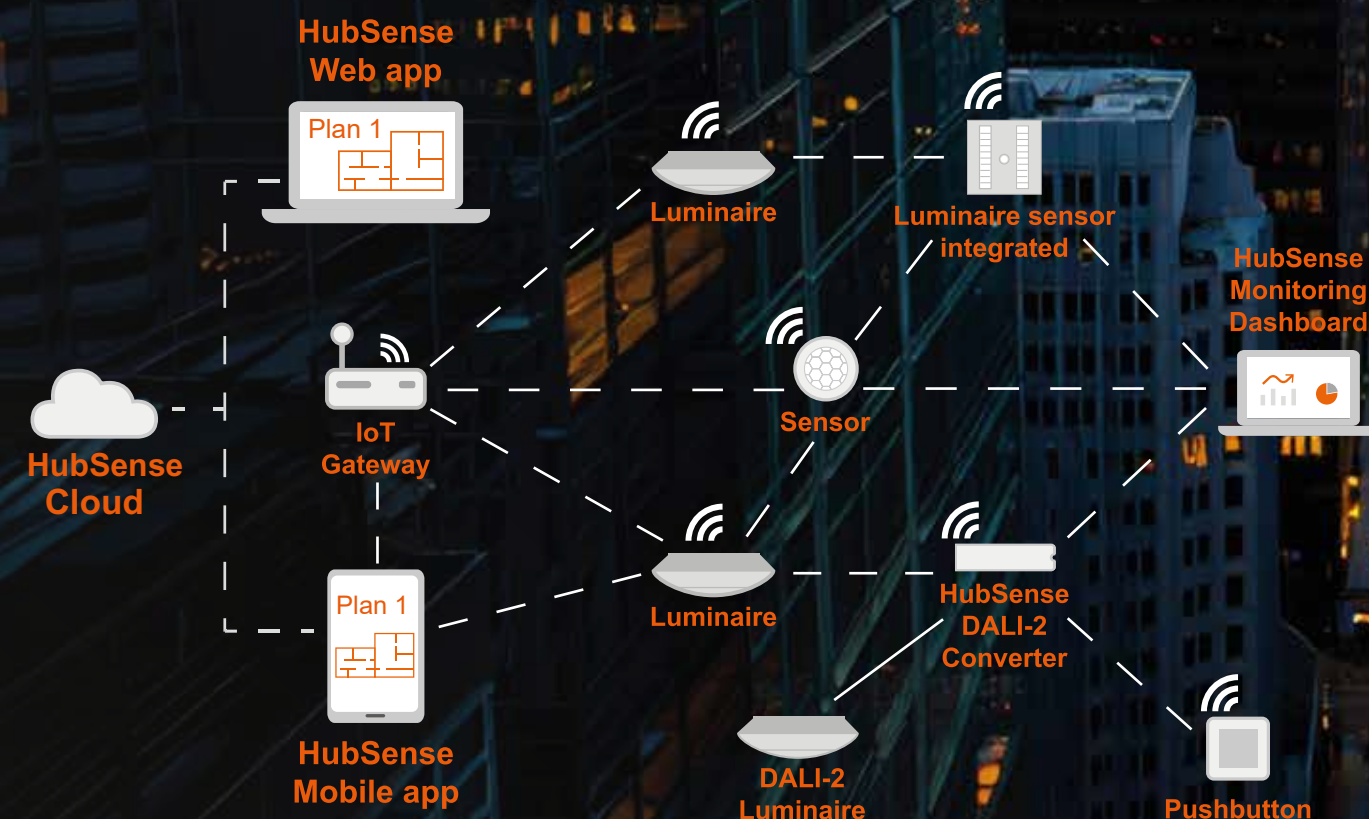 HubSense
Web app
Plan 1
Luminaire
Luminaire sensor
integrated
HubSense
Monitoring
Dashboard
IoT
Gateway
Sensor
HubSense
Cloud
Plan 1
Luminaire
HubSense
DALI-2
Converter
HubSense
Mobile app
DALI-2
Luminaire
Pushbutton